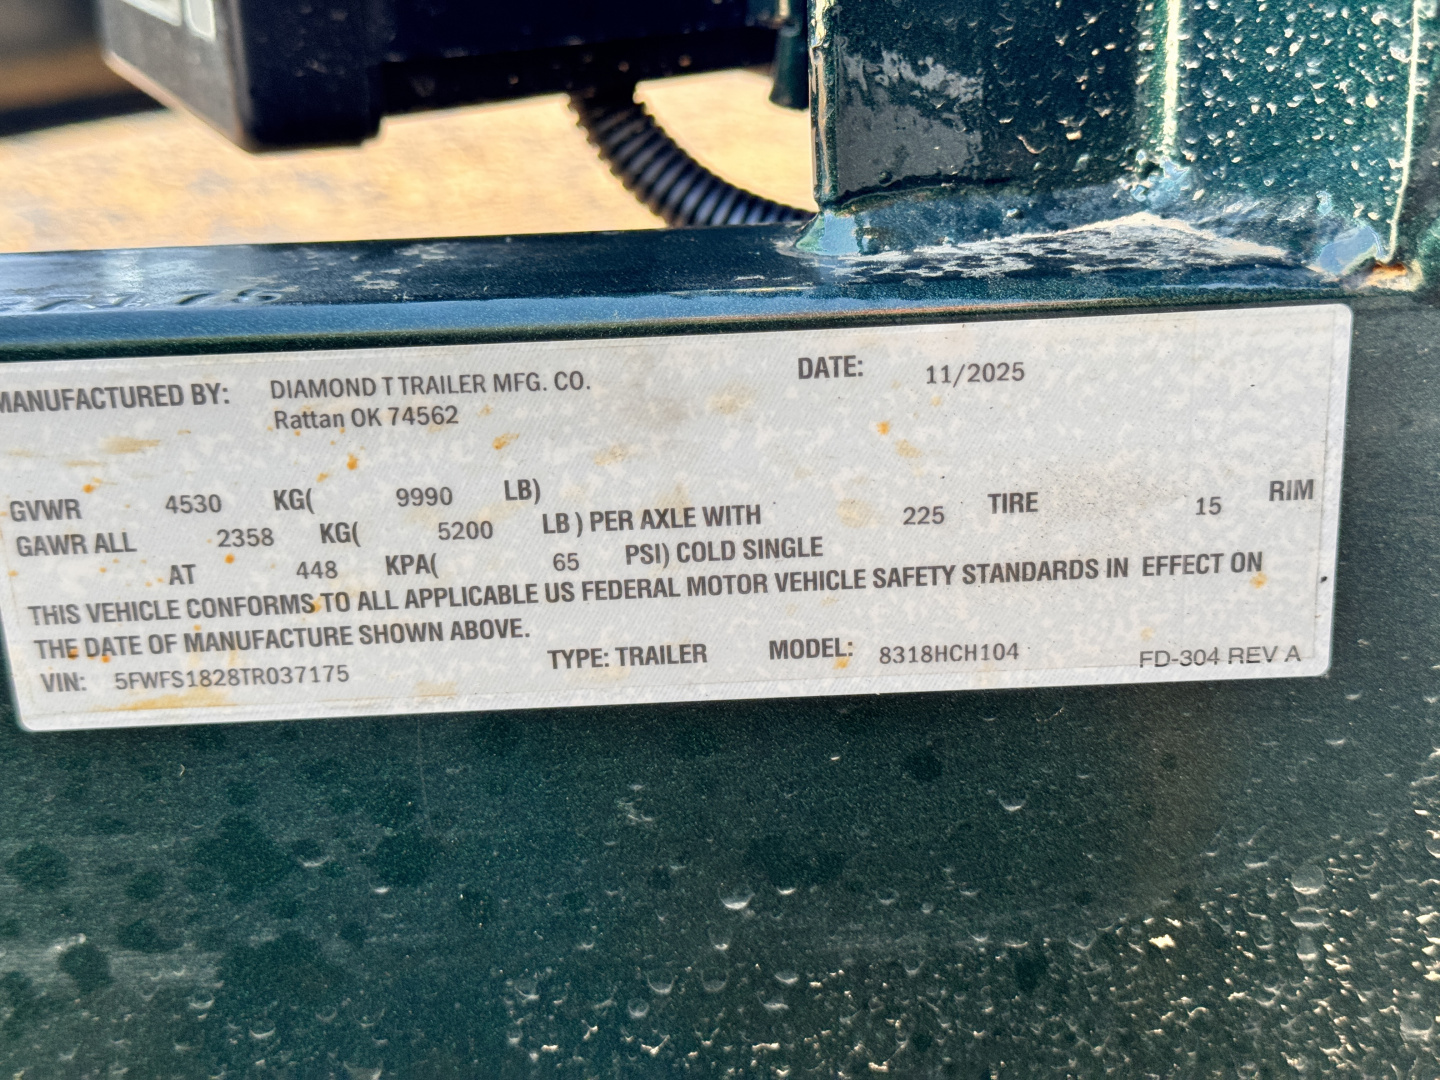 MANUFACTURED BY: DIAMOND T TRAILER MFG. CO. DATE: 11/2025
Rattan OK 74562
GVWR 4530 KG( 9990 LB)
GAWR ALL 2358 KG( 5200 LB ) PER AXLE WITH 225 TIRE 15 RIM
AT 448 KPA( 65 PSI) COLD SINGLE
THIS VEHICLE CONFORMS TO ALL APPLICABLE US FEDERAL MOTOR VEHICLE SAFETY STANDARDS IN EFFECT ON
THE DATE OF MANUFACTURE SHOWN ABOVE.
VIN: 5FWFS1828TR037175 TYPE: TRAILER MODEL: 8318HCH104 FD-304 REV A